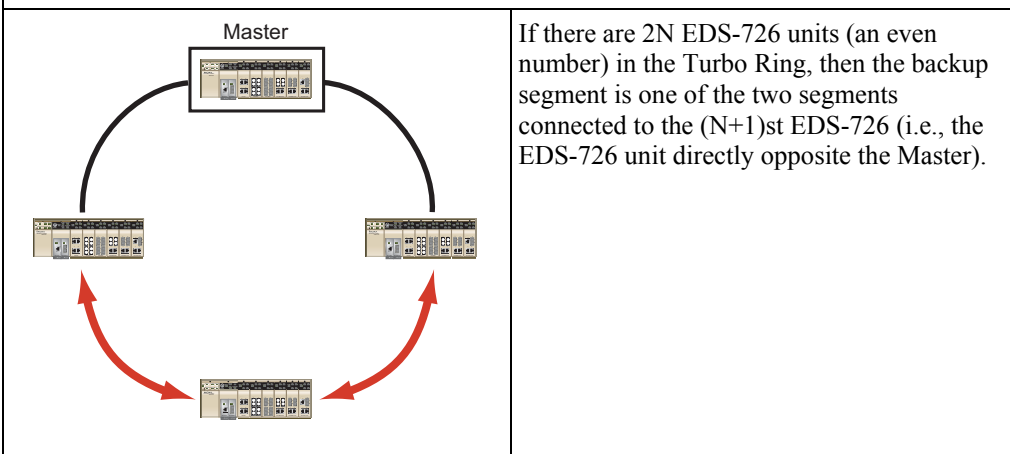 Master
If there are 2N EDS-726 units (an even
number) in the Turbo Ring, then the backup
segment is one of the two segments
connected to the (N+1)st EDS-726 (i.e., the
EDS-726 unit directly opposite the Master).